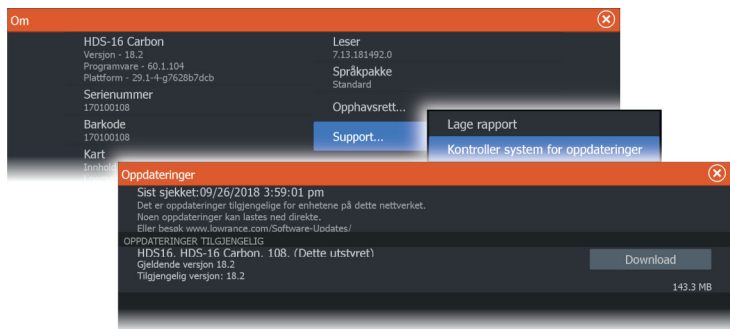 Om
HDS-16 Carbon
Versjon - 18.2
Programvare - 60.1.104
Plattform - 29.1-4-g7628b7dcb
Serienummer
170100108
Barkode
170100108
Kart
Leser
7.13.181492.0
Språkpakke
Standard
Opphavsrett...
Support...
Lage rapport
Kontroller system for oppdateringer
Oppdateringer
Sist sjekket:09/26/2018 3:59:01 pm
Det er oppdateringer tilgjengelige for enhetene på dette nettverket.
Noen oppdateringer kan lastes ned direkte.
Eller besøk www.lowrance.com/Software-Updates/
OPPDATERINGER TILGJENGELIG
HDS16, HDS-16 Carbon, 108, (Dette utstyret)
Gjeldende versjon 18.2
Tilgjengelig versjon: 18.2
Download
143.3 MB